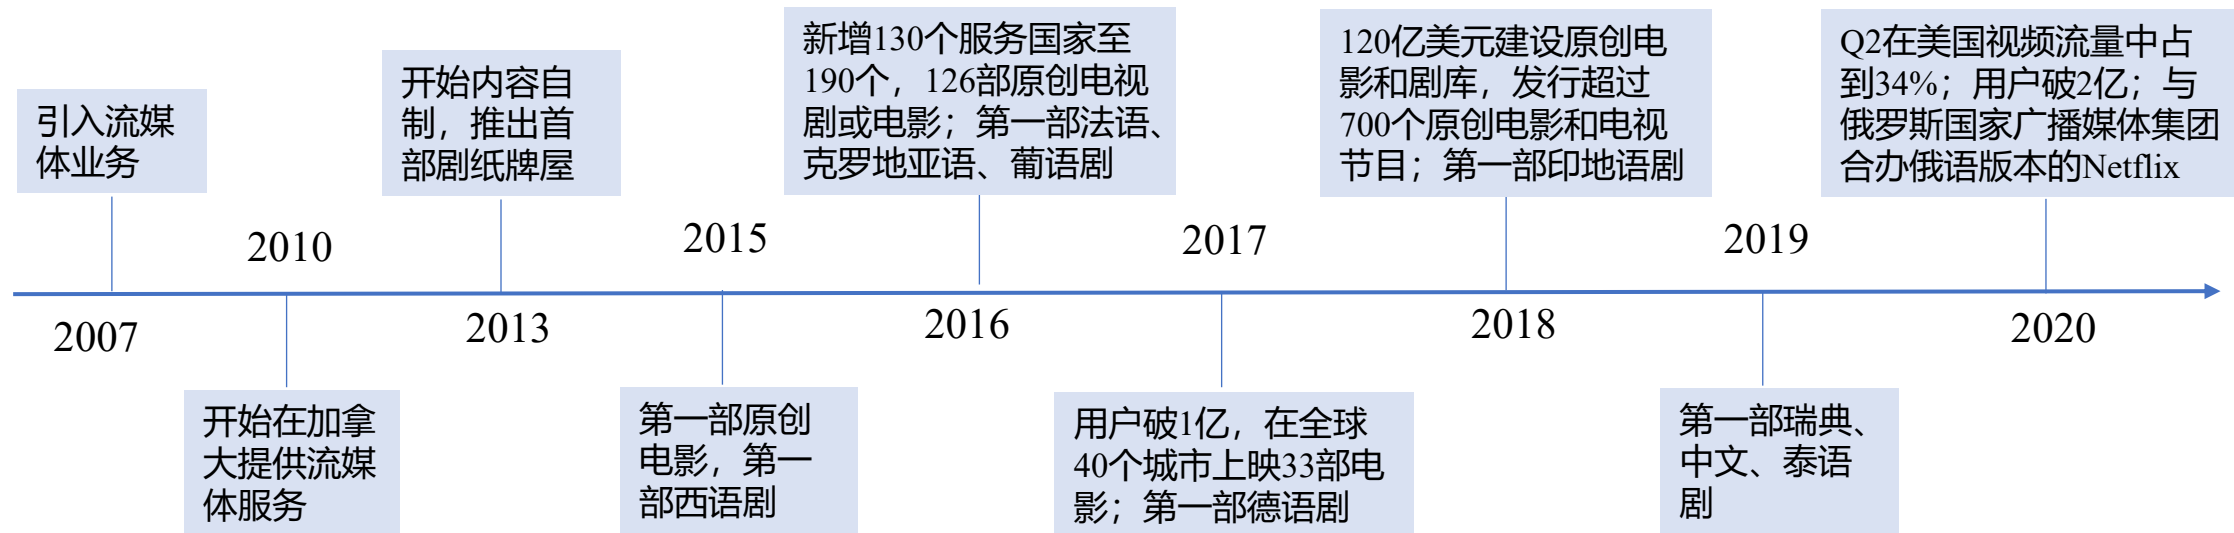 引入流媒
体业务
2007
2010
开始在加拿
大提供流媒
体服务
开始内容自
制，推出首
部剧纸牌屋
2013
2015
第一部原创
电影，第一
部西语剧
新增130个服务国家至
190个，126部原创电视
剧或电影；第一部法语、
克罗地亚语、葡语剧
2016
2017
用户破1亿，在全球
40个城市上映33部电
影；第一部德语剧
120亿美元建设原创电
影和剧库，发行超过
700个原创电影和电视
节目；第一部印地语剧
2018
2019
第一部瑞典、
中文、泰语
剧
Q2在美国视频流量中占
到34%；用户破2亿；与
俄罗斯国家广播媒体集团
合办俄语版本的Netflix
2020